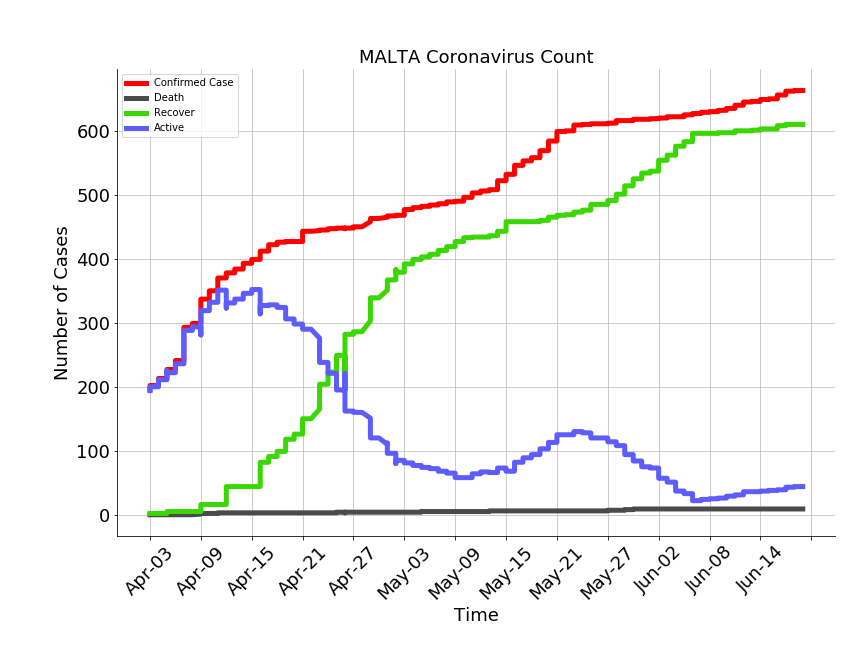 MALTA Coronavirus Count
Confirmed Case
Death
Recover
Active
Number of Cases
600
500
400
300
200
100
0
Apr-03
Apr-09
Apr-15
Apr-21
Apr-27
May-03
May-09
May-15
May-21
May-27
Jun-02
Jun-08
Jun-14
Time